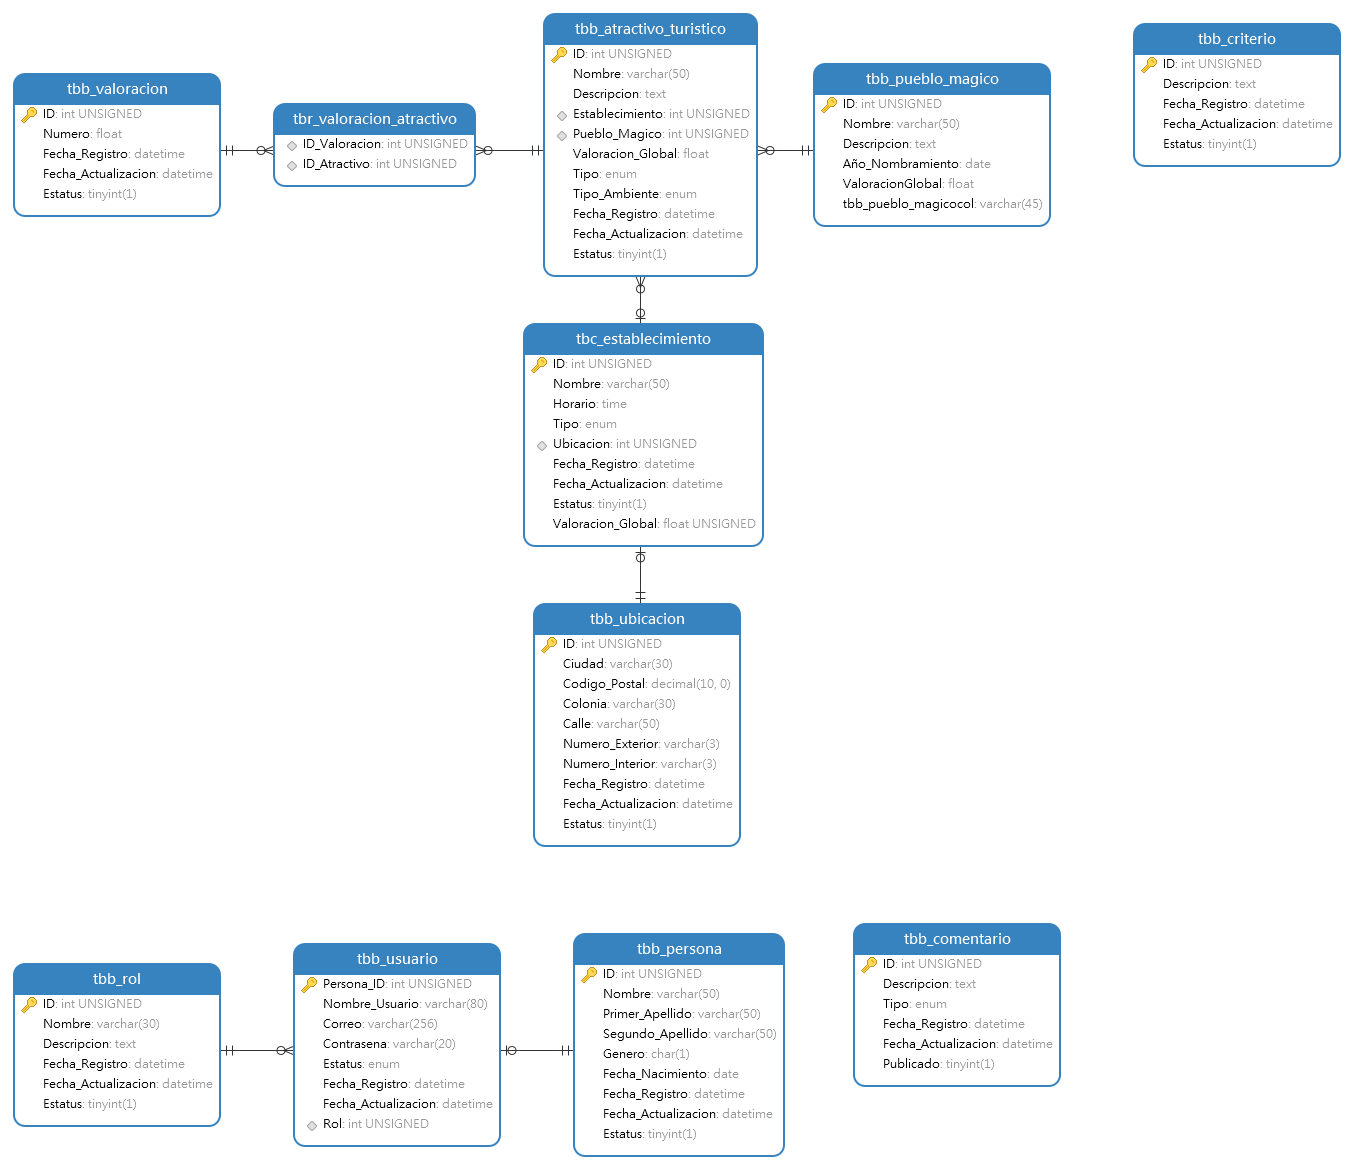 tbb_valoracion
ID: int UNSIGNED
Numero: float
Fecha_Registro: datetime
Fecha_Actualizacion: datetime
Estatus: tinyint(1)
tbr_valoracion_atractivo
ID_Valoracion: int UNSIGNED
ID_Atractivo: int UNSIGNED
tbb_atractivo_turistico
ID: int UNSIGNED
Nombre: varchar(50)
Descripcion: text
Establecimiento: int UNSIGNED
Pueblo_Magico: int UNSIGNED
Valoracion_Global: float
Tipo: enum
Tipo_Ambiente: enum
Fecha_Registro: datetime
Fecha_Actualizacion: datetime
Estatus: tinyint(1)
tbb_pueblo_magico
ID: int UNSIGNED
Nombre: varchar(50)
Descripcion: text
Año_Nombramiento: date
ValoracionGlobal: float
tbb_pueblo_magicocol: varchar(45)
tbb_criterio
ID: int UNSIGNED
Descripcion: text
Fecha_Registro: datetime
Fecha_Actualizacion: datetime
Estatus: tinyint(1)
tbc_establecimiento
ID: int UNSIGNED
Nombre: varchar(50)
Horario: time
Tipo: enum
Ubicacion: int UNSIGNED
Fecha_Registro: datetime
Fecha_Actualizacion: datetime
Estatus: tinyint(1)
Valoracion_Global: float UNSIGNED
tbb_ubicacion
ID: int UNSIGNED
Ciudad: varchar(30)
Codigo_Postal: decimal(10, 0)
Colonia: varchar(30)
Calle: varchar(50)
Numero_Exterior: varchar(3)
Numero_Interior: varchar(3)
Fecha_Registro: datetime
Fecha_Actualizacion: datetime
Estatus: tinyint(1)
tbb_rol
ID: int UNSIGNED
Nombre: varchar(30)
Descripcion: text
Fecha_Registro: datetime
Fecha_Actualizacion: datetime
Estatus: tinyint(1)
tbb_usuario
Persona_ID: int UNSIGNED
Nombre_Usuario: varchar(80)
Correo: varchar(256)
Contrasena: varchar(20)
Estatus: enum
Fecha_Registro: datetime
Fecha_Actualizacion: datetime
Rol: int UNSIGNED
tbb_persona
ID: int UNSIGNED
Nombre: varchar(50)
Primer_Apellido: varchar(50)
Segundo_Apellido: varchar(50)
Genero: char(1)
Fecha_Nacimiento: date
Fecha_Registro: datetime
Fecha_Actualizacion: datetime
Estatus: tinyint(1)
tbb_comentario
ID: int UNSIGNED
Descripcion: text
Tipo: enum
Fecha_Registro: datetime
Fecha_Actualizacion: datetime
Publicado: tinyint(1)